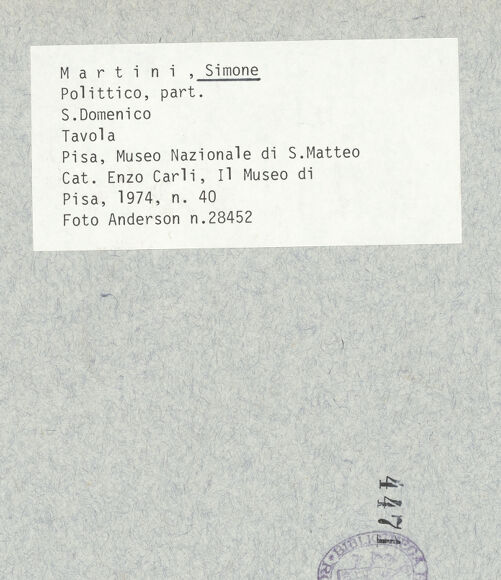 M a r t i n i , Simone
Polittico, part.
S.Domenico
Tavola
Pisa, Museo Nazionale di S.Matteo
Cat. Enzo Carli, Il Museo di
Pisa, 1974, n. 40
Foto Anderson n.28452
4471